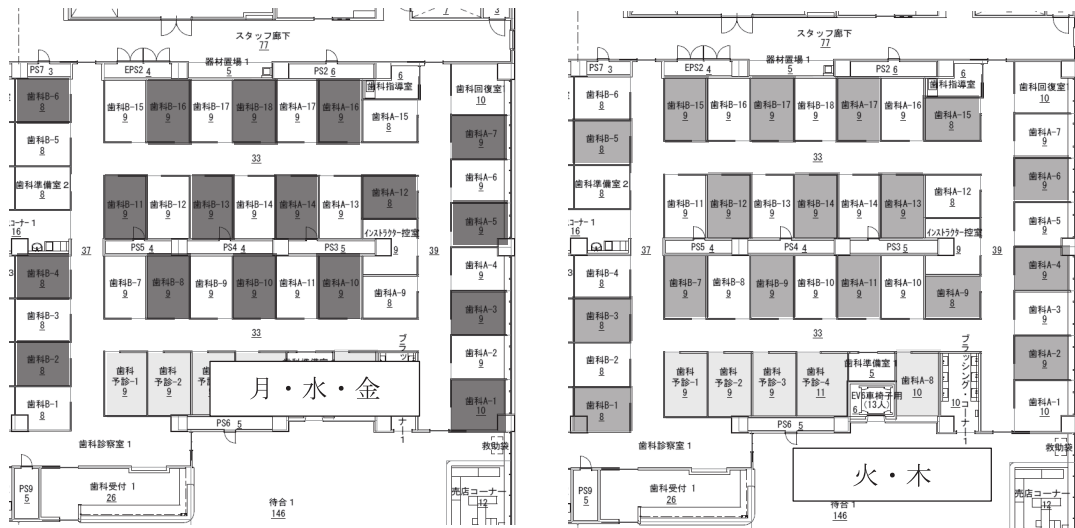 スタッフ廊下
77
器材置場 1
5
PS7 3
EPS2 4
PS2 6
6
歯科指導室
歯科B-6
8
歯科B-15
9
歯科B-16
9
歯科B-17
9
歯科B-18
9
歯科A-17
9
歯科A-16
9
歯科A-15
8
歯科回復室
10
歯科B-5
8
歯科A-7
9
33
歯科準備室2
8
歯科A-6
9
歯科B-11
9
歯科B-12
9
歯科B-13
9
歯科B-14
9
歯科A-14
9
歯科A-13
9
歯科A-12
8
歯科A-5
9
コーナー 1
16
インストラクター控室
9
37
PS5 4
PS4 4
PS3 5
39
歯科B-4
8
歯科B-7
9
歯科B-8
9
歯科B-9
9
歯科B-10
9
歯科A-11
9
歯科A-10
9
歯科A-9
8
歯科A-4
9
歯科B-3
8
歯科A-3
9
33
歯科B-2
8
歯科A-2
9
歯科
予診-1
9
歯科
予診-2
9
月・水・金
歯科B-1
8
歯科A-1
10
PS6 5
歯科診察室 1
救助袋
PS9
5
歯科受付 1
26
待合 1
146
売店コーナー
12
スタッフ廊下
77
器材置場 1
5
PS7 3
EPS2 4
PS2 6
6
歯科指導室
歯科B-6
8
歯科B-15
9
歯科B-16
9
歯科B-17
9
歯科B-18
9
歯科A-17
9
歯科A-16
9
歯科A-15
8
歯科回復室
10
歯科B-5
8
歯科A-7
9
33
歯科準備室2
8
歯科A-6
9
歯科B-11
9
歯科B-12
9
歯科B-13
9
歯科B-14
9
歯科A-14
9
歯科A-13
9
歯科A-12
8
歯科A-5
9
コーナー 1
16
インストラクター控室
9
37
PS5 4
PS4 4
PS3 5
39
歯科B-4
8
歯科B-7
9
歯科B-8
9
歯科B-9
9
歯科B-10
9
歯科A-11
9
歯科A-10
9
歯科A-9
8
歯科A-4
9
歯科B-3
8
歯科A-3
9
33
歯科B-2
8
歯科A-2
9
歯科
予診-1
9
歯科
予診-2
9
歯科
予診-3
9
歯科
予診-4
11
歯科準備室1
5
EV6車椅子用
(13人)
6
歯科A-8
10
ブラッシング・コーナー1
10
歯科B-1
8
歯科A-1
10
PS6 5
歯科診察室 1
救助袋
火・木
PS9
5
歯科受付 1
26
待合 1
146
売店コーナー
12